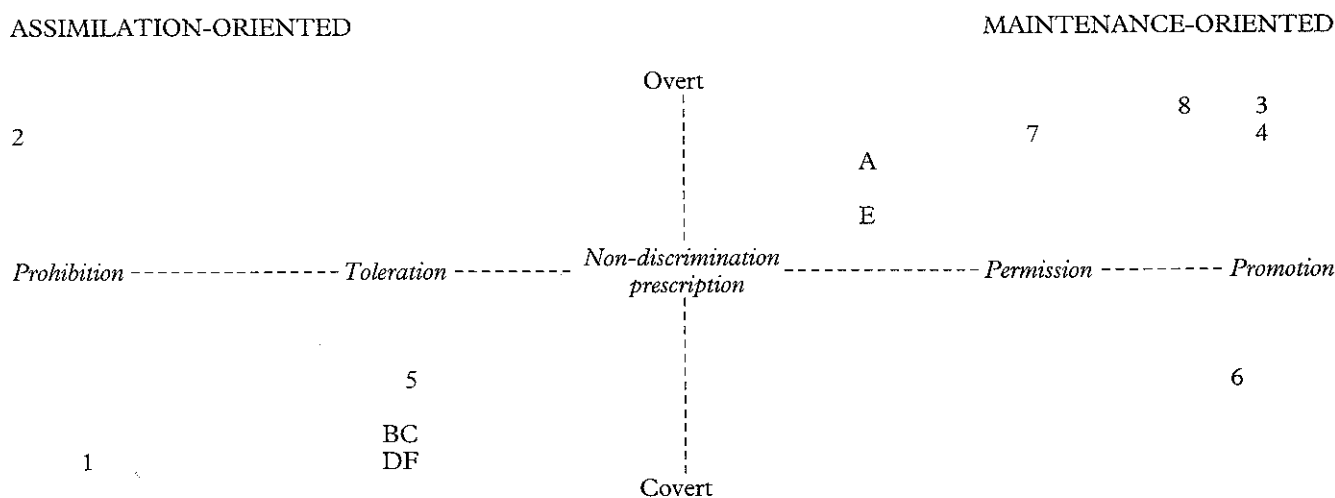 ASSIMILATION-ORIENTED MAINTENANCE-ORIENTED
Overt
8 3
2 7 4
A
E
Prohibition Toleration Non-discrimination prescription Permission Promotion
5 6
BC
1 DF
Covert